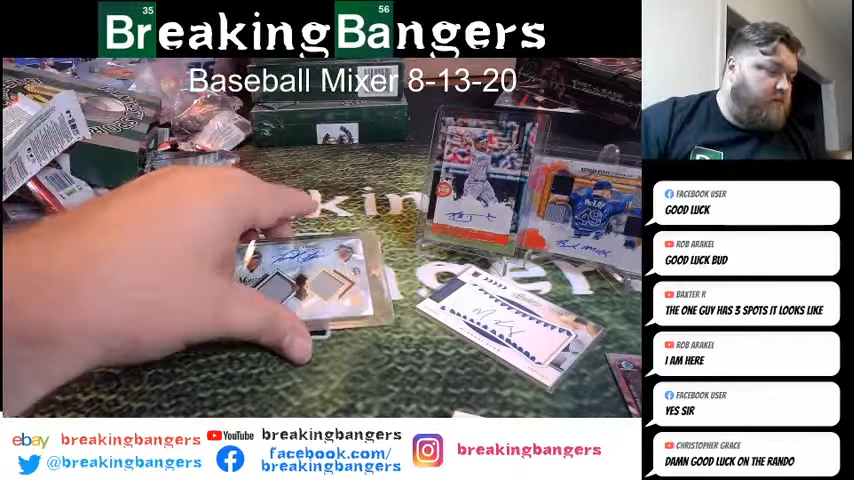 35
56
BreakingBangers
Baseball Mixer 8-13-20
McKAY
FACEBOOK USER
GOOD LUCK
ROB ARAKEL
GOOD LUCK BUD
BAXTER R
THE ONE GUY HAS 3 SPOTS IT LOOKS LIKE
ROB ARAKEL
I AM HERE
FACEBOOK USER
YES SIR
CHRISTOPHER GRACE
DAMN GOOD LUCK ON THE RANDO
ebay breakingbangers
YouTube breakingbangers
@breakingbangers
facebook.com/
breakingbangers
breakingbangers